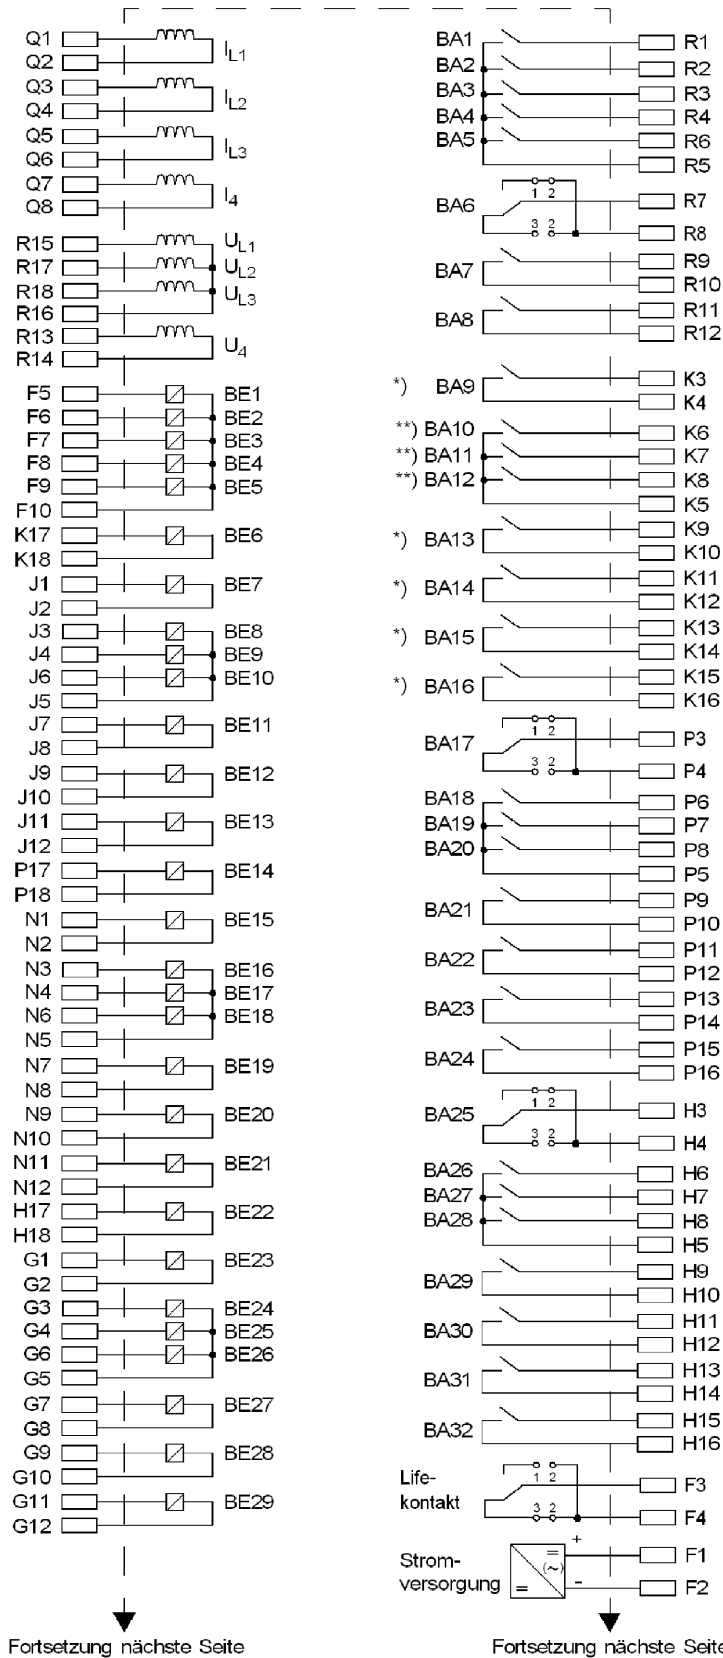 Q1
Q2 I_L1
Q3
Q4 I_L2
Q5
Q6 I_L3
Q7
Q8 I_4
R15 U_L1
R17 U_L2
R18 U_L3
R16
R13
R14 U_4
F5 BE1
F6 BE2
F7 BE3
F8 BE4
F9 BE5
F10
K17 BE6
K18
J1 BE7
J2
J3 BE8
J4 BE9
J6 BE10
J5
J7 BE11
J8
J9 BE12
J10
J11 BE13
J12
P17 BE14
P18
N1 BE15
N2
N3 BE16
N4 BE17
N6 BE18
N5
N7 BE19
N8
N9 BE20
N10
N11 BE21
N12
H17 BE22
H18
G1 BE23
G2
G3 BE24
G4 BE25
G6 BE26
G5
G7 BE27
G8
G9 BE28
G10
G11 BE29
G12
Fortsetzung nächste Seite
BA1 R1
BA2 R2
BA3 R3
BA4 R4
BA5 R6
R5
1 2
BA6 R7
3 2 R8
BA7 R9
R10
BA8 R11
R12
*) BA9 K3
K4
**) BA10 K6
**) BA11 K7
**) BA12 K8
K5
*) BA13 K9
K10
*) BA14 K11
K12
*) BA15 K13
K14
*) BA16 K15
K16
1 2
BA17 P3
3 2 P4
BA18 P6
BA19 P7
BA20 P8
P5
BA21 P9
P10
BA22 P11
P12
BA23 P13
P14
BA24 P15
P16
1 2
BA25 H3
3 2 H4
BA26 H6
BA27 H7
BA28 H8
H5
BA29 H9
H10
BA30 H11
H12
BA31 H13
H14
BA32 H15
H16
Life- 1 2 F3
kontakt 3 2 F4
Strom- = (~) + F1
versorgung = - F2
Fortsetzung nächste Seite